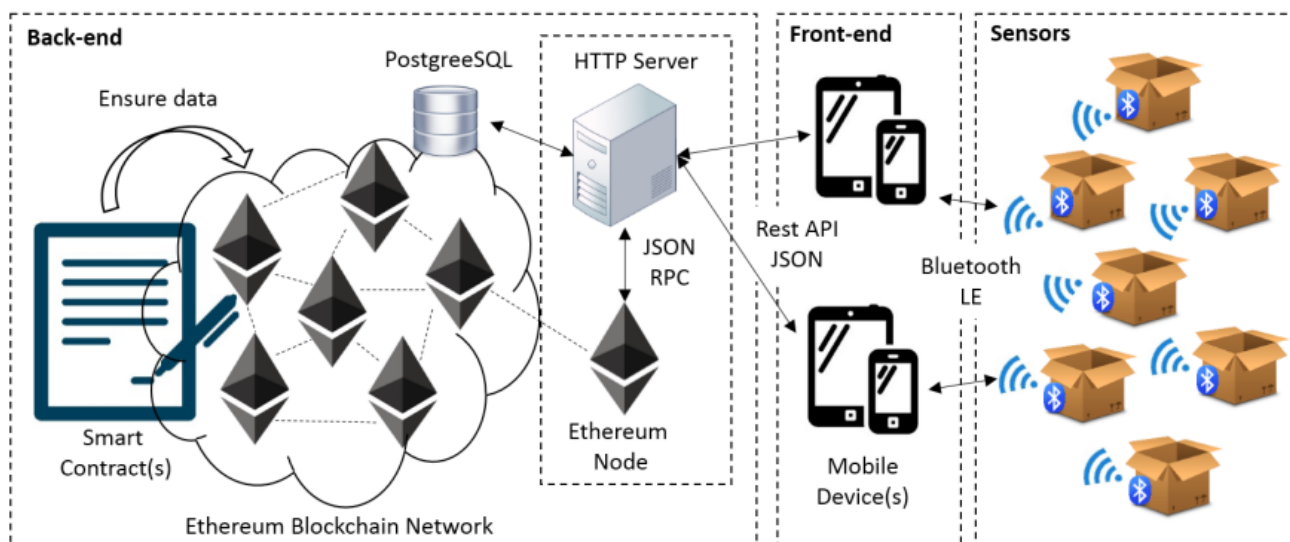 Back-end
Ensure data
PostgreeSQL
HTTP Server
JSON
RPC
Smart
Contract(s)
Ethereum
Node
Ethereum Blockchain Network
Front-end
Rest API
JSON
Mobile
Device(s)
Bluetooth
LE
Sensors